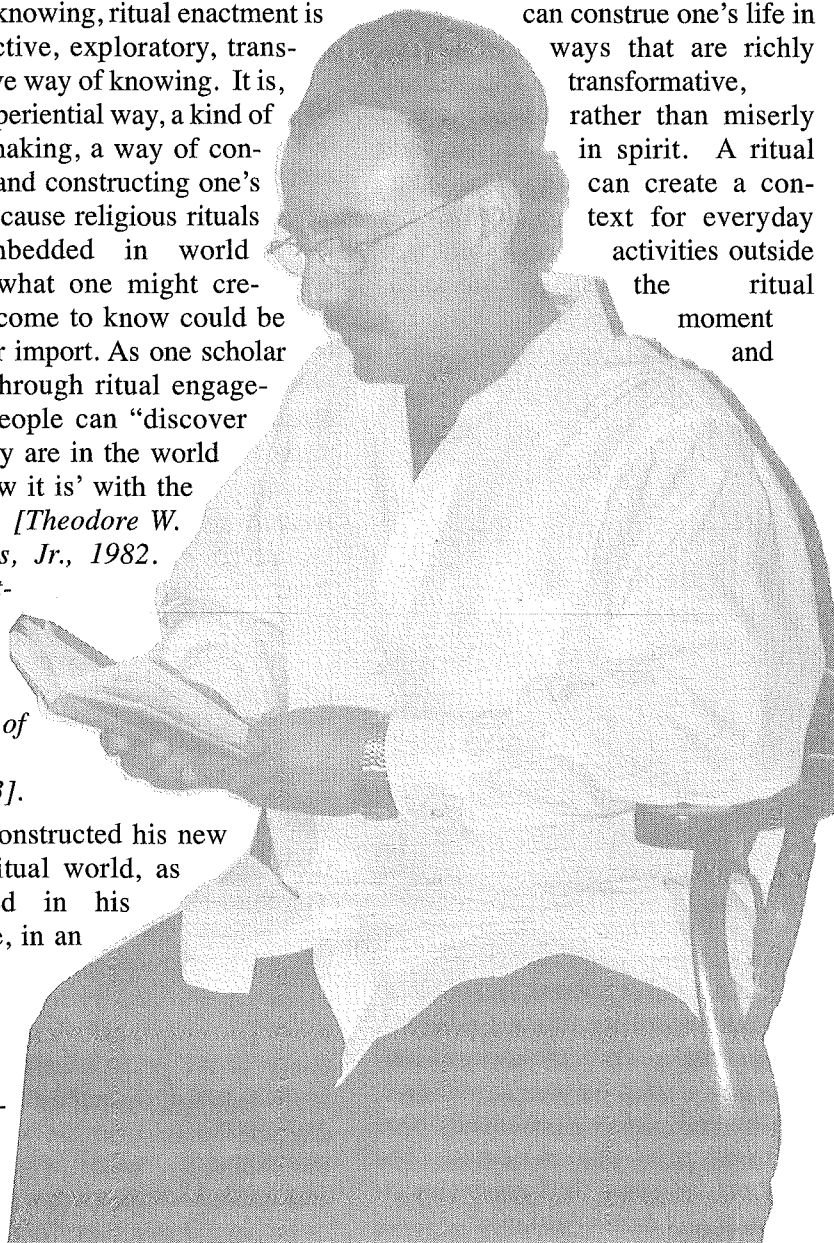 knowing, ritual enactment is
ctive, exploratory, trans-
ve way of knowing. It is,
periential way, a kind of
naking, a way of con-
and constructing one's
cause religious rituals
nbedded in world
what one might cre-
come to know could be
r import. As one scholar
hrough ritual engage-
eople can “discover
y are in the world
w it is’ with the
[Theodore W.
s, Jr., 1982.
t-
of
3].
onstructed his new
itual world, as
d in his
e, in an
-
can construe one’s life in
ways that are richly
transformative,
rather than miserly
in spirit. A ritual
can create a con-
text for everyday
activities outside
the ritual
moment
and